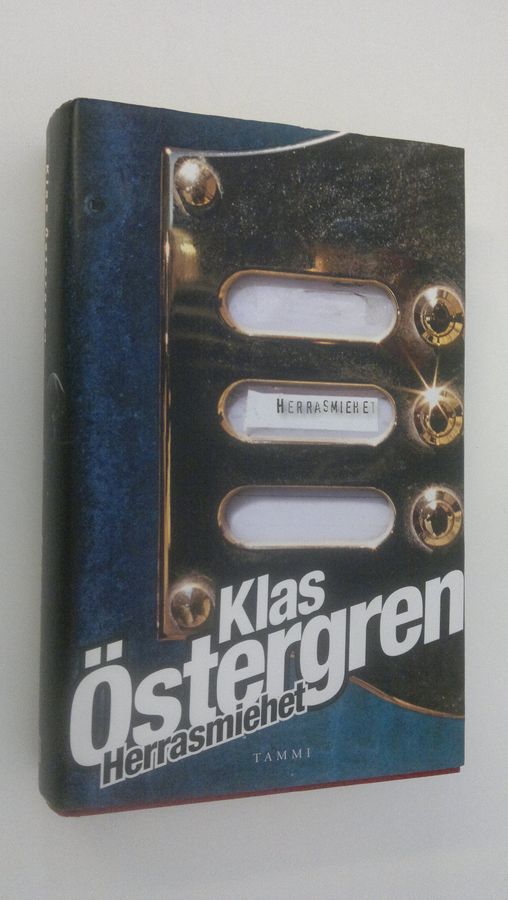 HERRASMIEHET
Klas
Östergren
Herrasmiehet
TAMMI